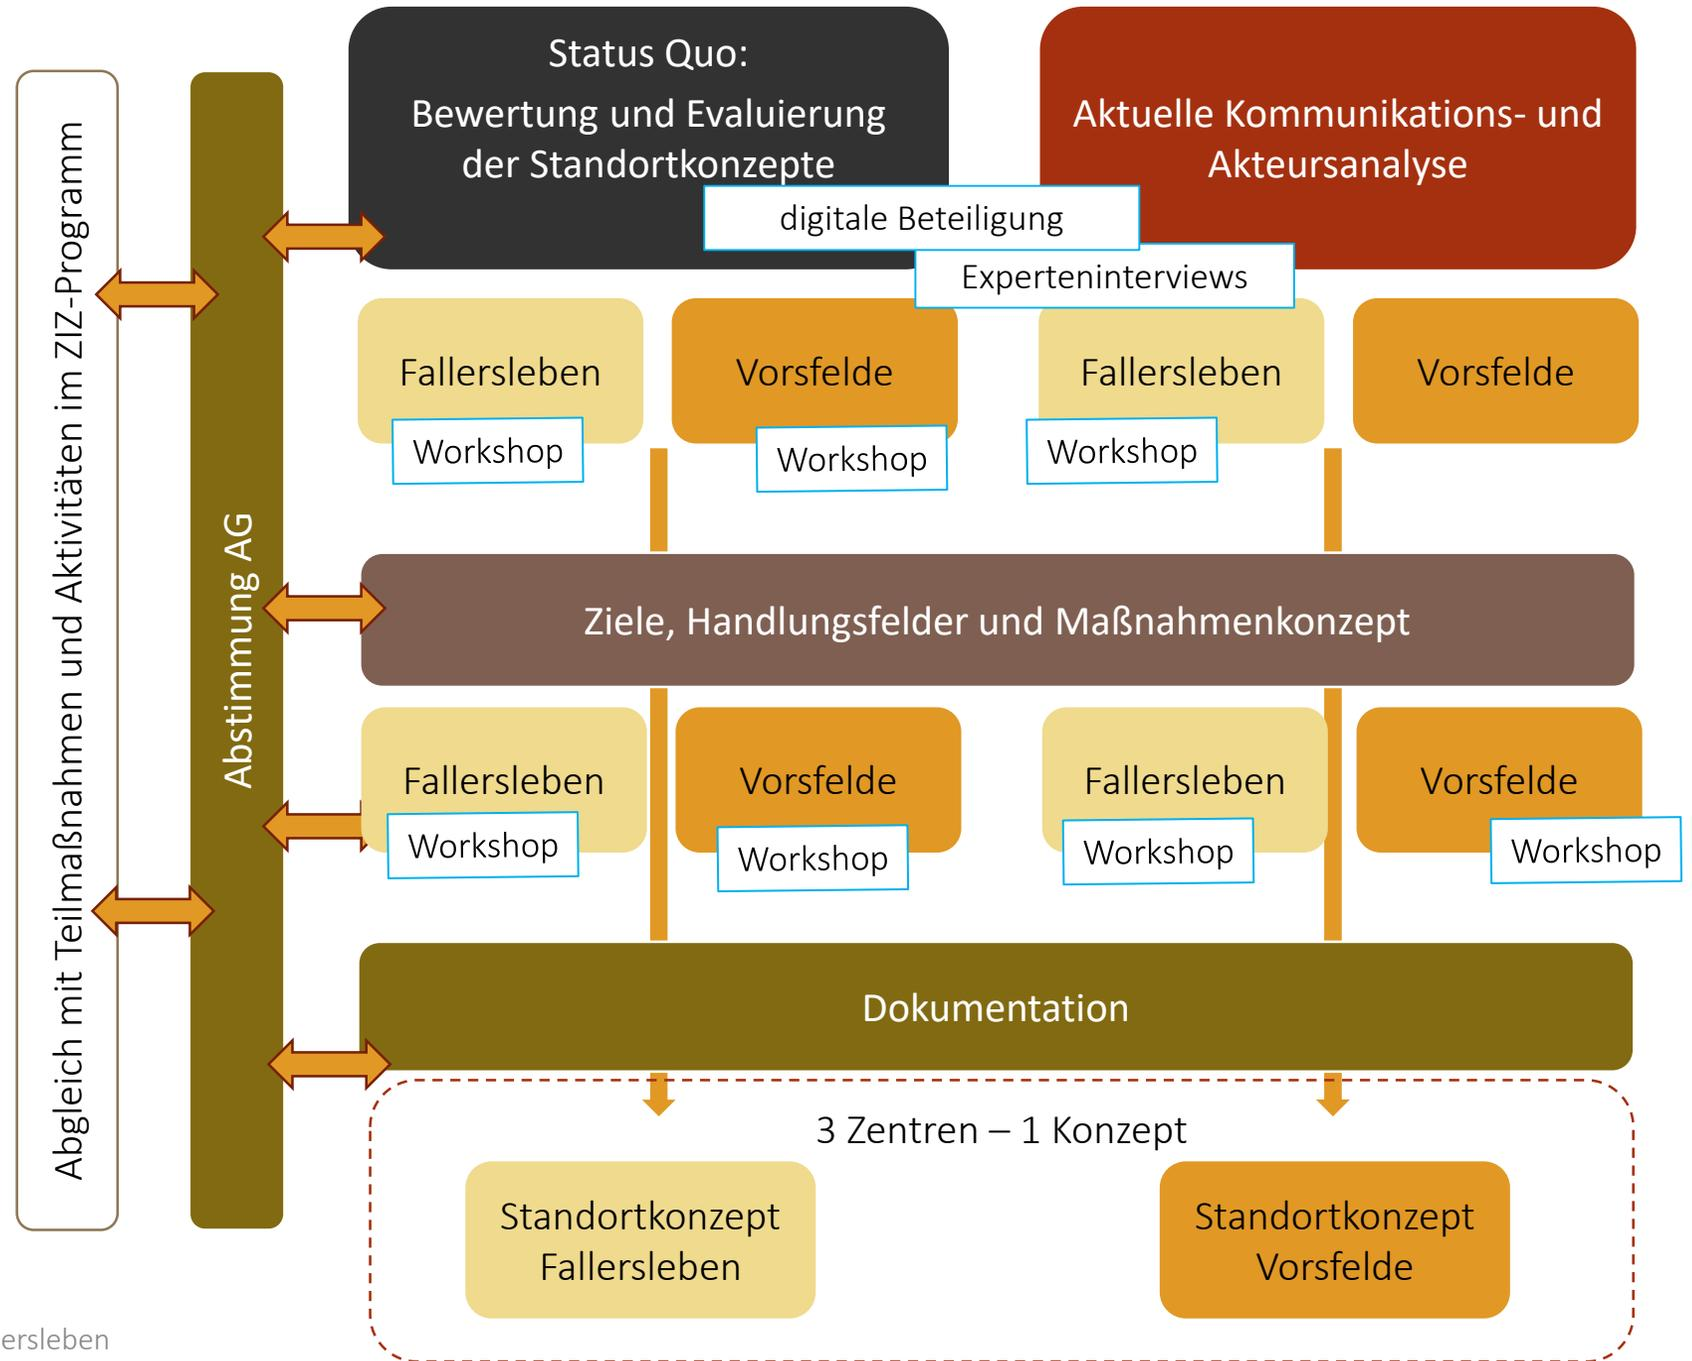 Abgleich mit Teilmaßnahmen und Aktivitäten im ZIZ-Programm
Abstimmung AG
Status Quo:
Bewertung und Evaluierung
der Standortkonzepte
Aktuelle Kommunikations- und
Akteursanalyse
digitale Beteiligung
Experteninterviews
Fallersleben
Vorsfelde
Fallersleben
Vorsfelde
Workshop
Workshop
Workshop
Ziele, Handlungsfelder und Maßnahmenkonzept
Fallersleben
Vorsfelde
Fallersleben
Vorsfelde
Workshop
Workshop
Workshop
Workshop
Dokumentation
3 Zentren – 1 Konzept
Standortkonzept
Fallersleben
Standortkonzept
Vorsfelde
ersleben